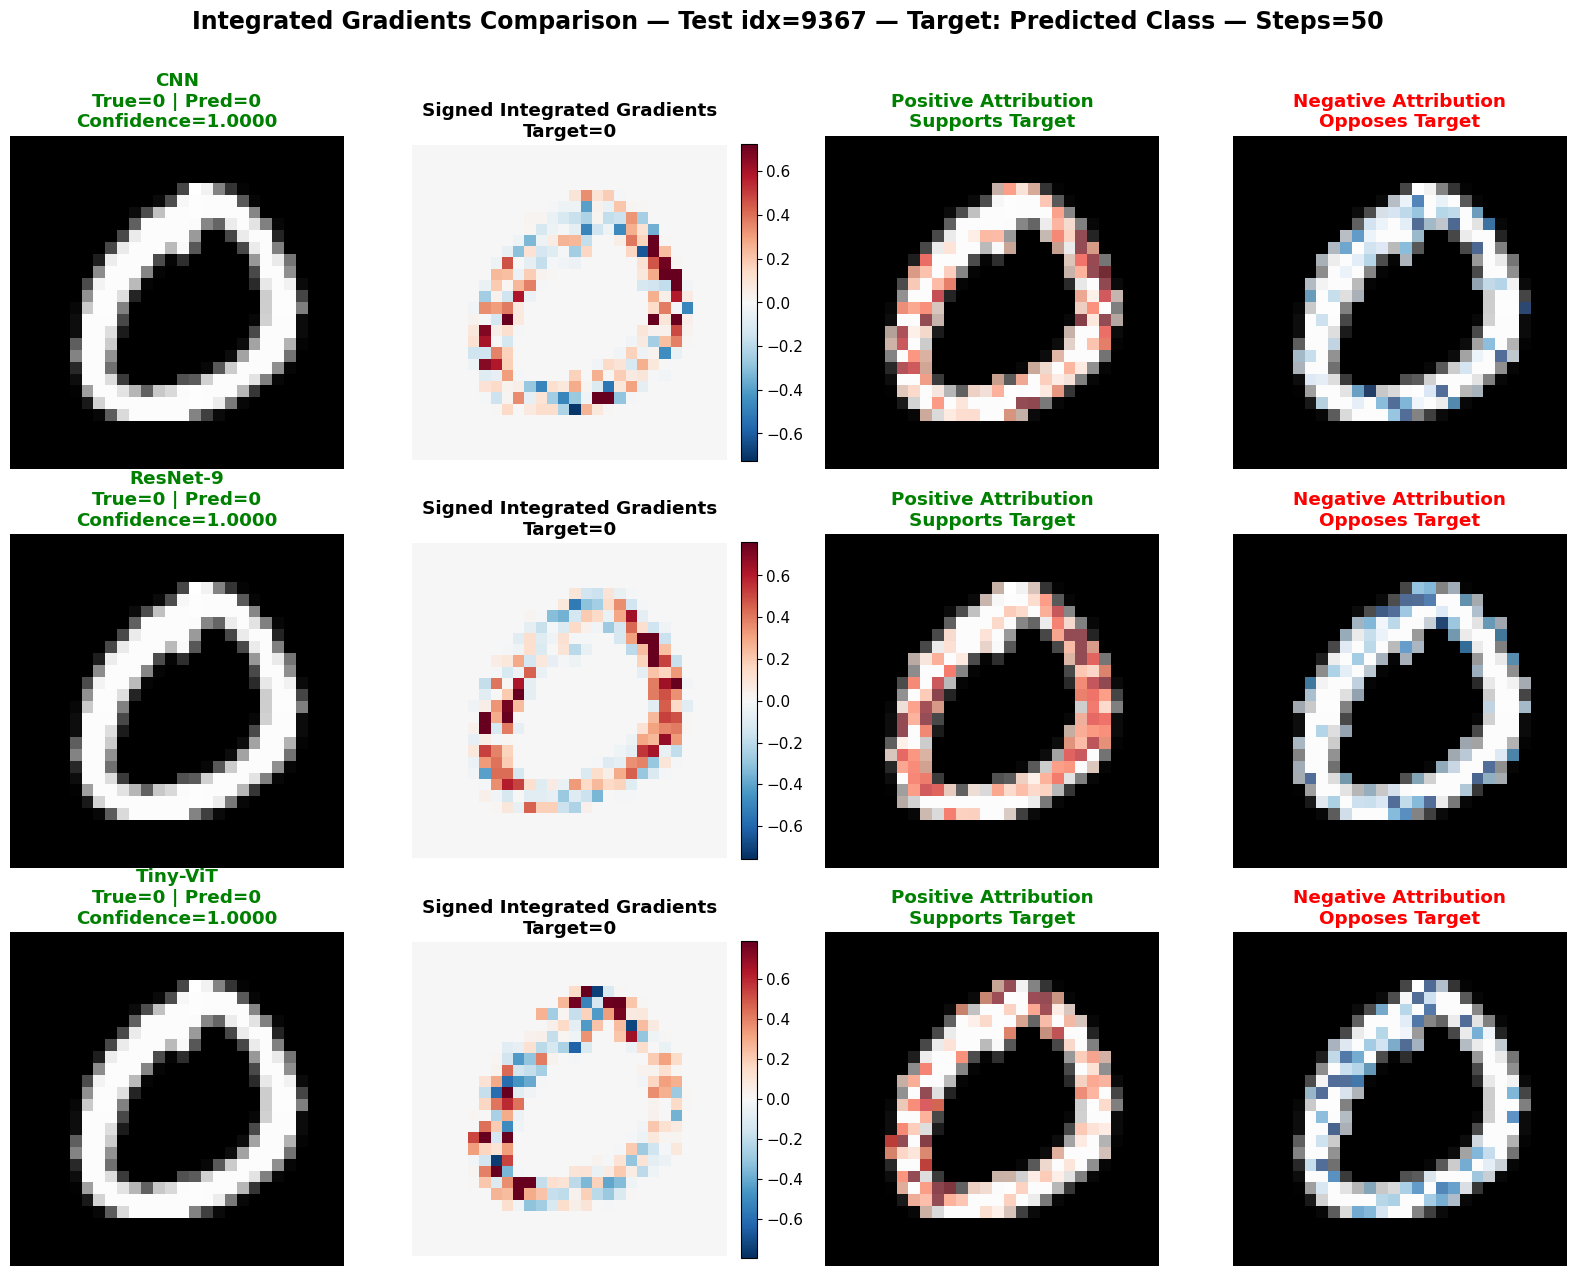 Integrated Gradients Comparison — Test idx=9367 — Target: Predicted Class — Steps=50
CNN
True=0 | Pred=0
Confidence=1.0000
Signed Integrated Gradients
Target=0
Positive Attribution
Supports Target
Negative Attribution
Opposes Target
0.6
0.4
0.2
0.0
−0.2
−0.4
−0.6
ResNet-9
True=0 | Pred=0
Confidence=1.0000
Signed Integrated Gradients
Target=0
Positive Attribution
Supports Target
Negative Attribution
Opposes Target
0.6
0.4
0.2
0.0
−0.2
−0.4
−0.6
Tiny-ViT
True=0 | Pred=0
Confidence=1.0000
Signed Integrated Gradients
Target=0
Positive Attribution
Supports Target
Negative Attribution
Opposes Target
0.6
0.4
0.2
0.0
−0.2
−0.4
−0.6